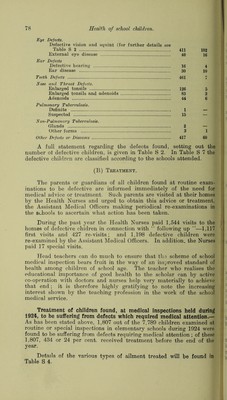 78 Health of school children.
Eye Defects.
Defective vision and squint (for further details see
Table S 2 ... 413 102
External eye disease ... 40 16
Ear Defects.
Defective hearing ... 16 4
Ear disease ... 30 24
Teeth Defects ... 461 7
Nose and Throat Defects.
Enlarged tonsils ... 126 5
Enlarged tonsils and adenoids ... 93 3
Adenoids ... 44 6
Pulmonary Tuberculosis.
Definite ... 1 —
Suspected ... 15 —
Non-Pulmonary Tuberculosis.
Glands ... 2 —
Other forms ... 3 1
Other Defects or Diseases ... 417 60
A full statement regarding the defects found, setting out the
number of defective children, is given in Table S 2. In Table S 7 the
defective children are classified according to the schools attended.
(D) Treatment.
The parents or guardians of all children found at routine exam-
inations to be defective are informed immediately of the need for
medical advice or treatment. Such parents are visited at their homes
by the Health Nurses and urged to obtain this advice or treatment,
the Assistant Medical Officers making periodical re-examinations in
the schools to ascertain what action has been taken.
During the past year the Health Nurses paid 1,544 visits to the
homes of defective children in connection with “ following up ”—1,117
first visits and 427 re-visits ; and 1,186 defective children were
re-examined by the Assistant Medical Officers. In addition, the Nurses
paid 17 special visits.
Head teachers can do much to ensure that the scheme of school
medical inspection bears fruit in the way of an improved standard of
health among children of school age. The teacher who realises the
educational importance of good health to the scholar can by active
co-operation with doctors and nurses help very materially to achieve
that end ; it is therefore highly gratifying to note the increasing
interest shown by the teaching profession in the work of the school
medical service.
Treatment of children found, at medical inspections held during
1924, to be suffering from defects which required medical attention.—
As has been stated above, 1,807 out of the 7,789 children examined at
routine or special inspections in elementary schools during 1924 were
found to be suffering from defects requiring medical attention ; of these
1,807, 434 or 24 per cent. received treatment before the end of the
year.
Details of the various types of ailment treated will be found in
Table S 4.